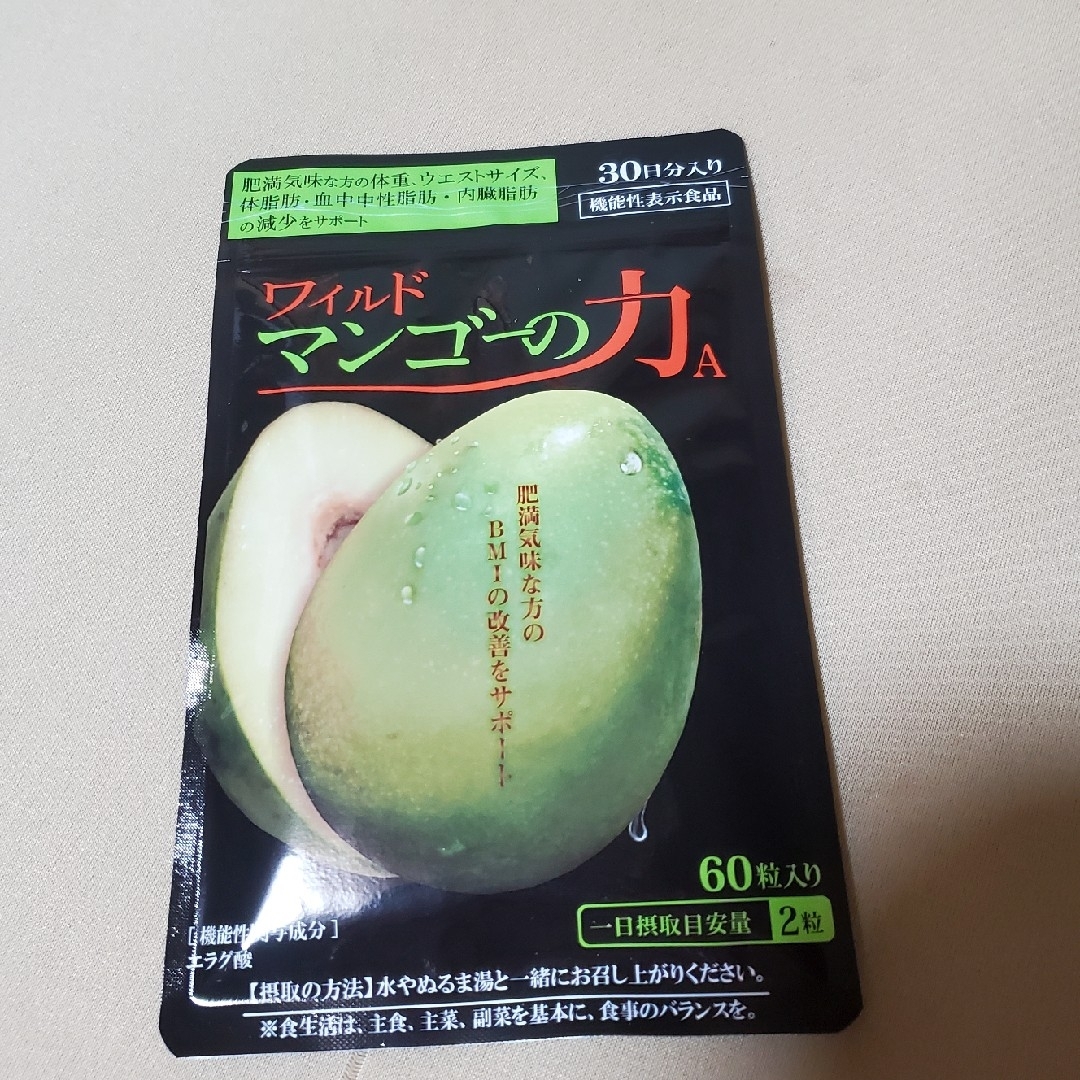 肥満気味な方の体重、ウエストサイズ、
体脂肪・血中中性脂肪・内臓脂肪
の減少をサポート
30日分入り
機能性表示食品
ワイルド
マンゴーの力A
肥満気味な方の
BMIの改善をサポート
60粒入り
一日摂取目安量 2粒
[機能性関与成分]
エラグ酸
【摂取の方法】水やぬるま湯と一緒にお召し上がりください。
※食生活は、主食、主菜、副菜を基本に、食事のバランスを。